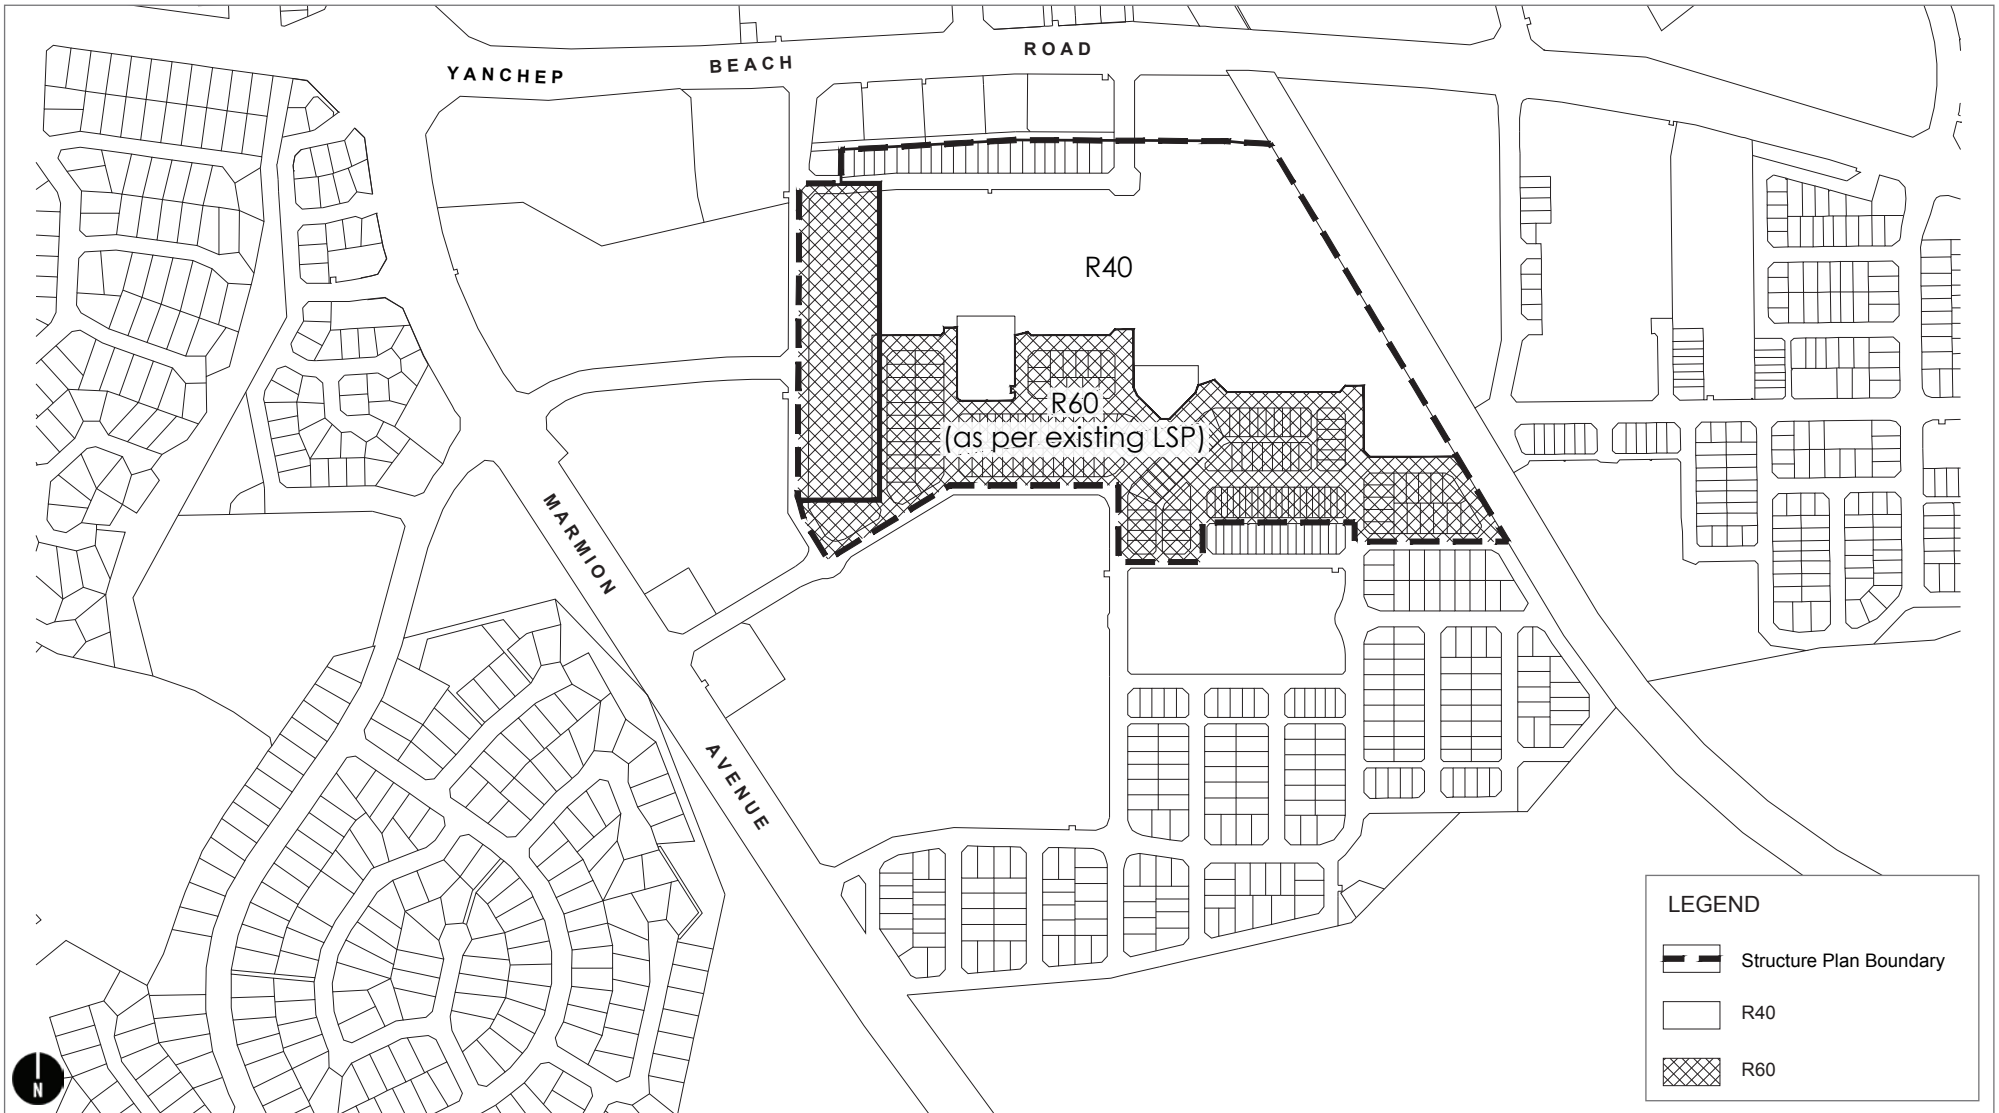 YANCHEP BEACH ROAD
R40
R60
(as per existing LSP)
MARMION
AVENUE
LEGEND
Structure Plan Boundary
R40
R60
N